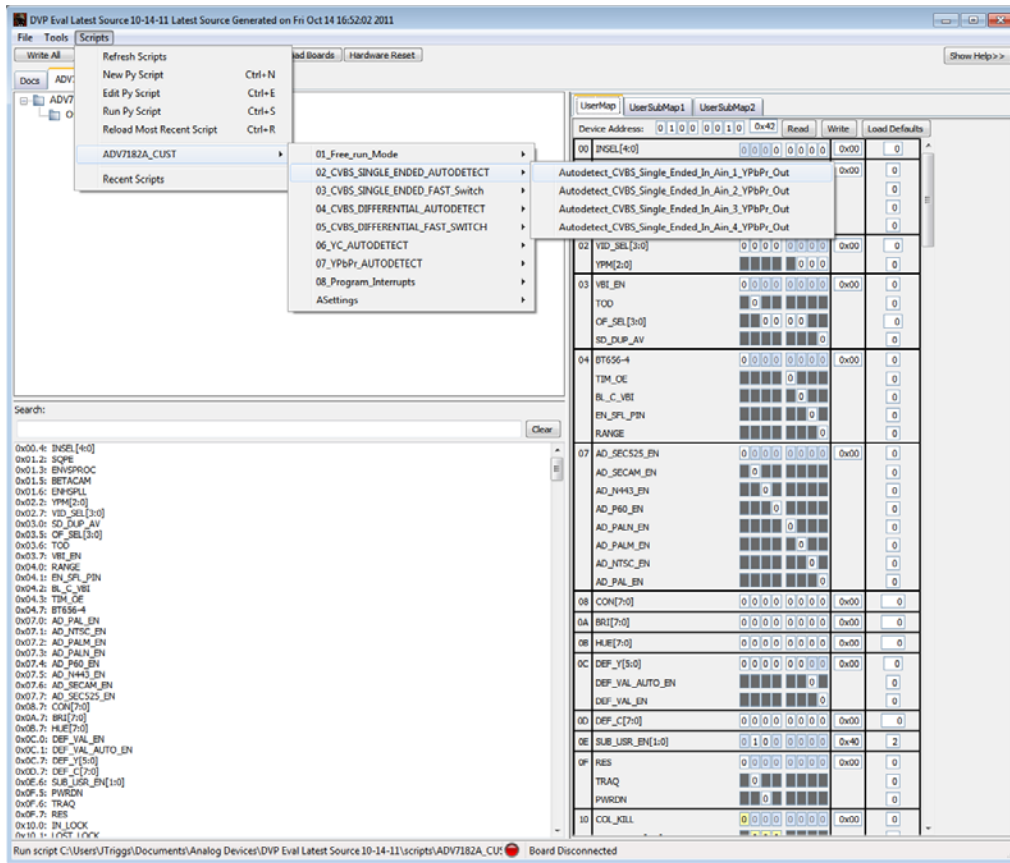 DVP Eval Latest Source 10-14-11 Latest Source Generated on Fri Oct 14 16:52:02 2011
File Tools Scripts
Write All
ad Boards Hardware Reset Show Help>>
Refresh Scripts
New Py Script Ctrl+N
Edit Py Script Ctrl+E
Run Py Script Ctrl+S
Reload Most Recent Script Ctrl+R
ADV7182A_CUST
Recent Scripts
Docs ADV
ADV7
O
01_Free_run_Mode
02_CVBS_SINGLE_ENDED_AUTODETECT
03_CVBS_SINGLE_ENDED_FAST_Switch
04_CVBS_DIFFERENTIAL_AUTODETECT
05_CVBS_DIFFERENTIAL_FAST_SWITCH
06_YC_AUTODETECT
07_YPbPr_AUTODETECT
08_Program_Interrupts
ASettings
Autodetect_CVBS_Single_Ended_In_Ain_1_YPbPr_Out
Autodetect_CVBS_Single_Ended_In_Ain_2_YPbPr_Out
Autodetect_CVBS_Single_Ended_In_Ain_3_YPbPr_Out
Autodetect_CVBS_Single_Ended_In_Ain_4_YPbPr_Out
Search:
Clear
0x00.4: INSEL[4:0]
0x01.2: SQPE
0x01.3: ENVSPROC
0x01.5: BETACAM
0x01.6: ENHSPLL
0x02.2: YPM[2:0]
0x02.7: VID_SEL[3:0]
0x03.0: SD_DUP_AV
0x03.5: OF_SEL[3:0]
0x03.6: TOD
0x03.7: VBI_EN
0x04.0: RANGE
0x04.1: EN_SFL_PIN
0x04.2: BL_C_VBI
0x04.3: TIM_OE
0x04.7: BT656-4
0x07.0: AD_PAL_EN
0x07.1: AD_NTSC_EN
0x07.2: AD_PALM_EN
0x07.3: AD_PALN_EN
0x07.4: AD_P60_EN
0x07.5: AD_N443_EN
0x07.6: AD_SECAM_EN
0x07.7: AD_SEC525_EN
0x08.7: CON[7:0]
0x0A.7: BRI[7:0]
0x0B.7: HUE[7:0]
0x0C.0: DEF_VAL_EN
0x0C.1: DEF_VAL_AUTO_EN
0x0C.7: DEF_Y[5:0]
0x0D.7: DEF_C[7:0]
0x0E.6: SUB_USR_EN[1:0]
0x0F.5: PWRDN
0x0F.6: TRAQ
0x0F.7: RES
0x10.0: IN_LOCK
0x10.1: LOST_LOCK
UserMap UserSubMap1 UserSubMap2
Device Address: 0 1 0 0 0 0 1 0 0x42 Read Write Load Defaults
00 INSEL[4:0] 0 0 0 0 0 0 0 0 0x00 0
0x00 0
0
0
0
02 VID_SEL[3:0] 0 0 0 0 0 0 0 0 0x00 0
YPM[2:0] 0 0 0 0
03 VBI_EN 0 0 0 0 0 0 0 0 0x00 0
TOD 0 0
OF_SEL[3:0] 0 0 0 0 0
SD_DUP_AV 0 0
04 BT656-4 0 0 0 0 0 0 0 0 0x00 0
TIM_OE 0 0
BL_C_VBI 0 0
EN_SFL_PIN 0 0
RANGE 0 0
07 AD_SEC525_EN 0 0 0 0 0 0 0 0 0x00 0
AD_SECAM_EN 0 0
AD_N443_EN 0 0
AD_P60_EN 0 0
AD_PALN_EN 0 0
AD_PALM_EN 0 0
AD_NTSC_EN 0 0
AD_PAL_EN 0 0
08 CON[7:0] 0 0 0 0 0 0 0 0 0x00 0
0A BRI[7:0] 0 0 0 0 0 0 0 0 0x00 0
0B HUE[7:0] 0 0 0 0 0 0 0 0 0x00 0
0C DEF_Y[5:0] 0 0 0 0 0 0 0 0 0x00 0
DEF_VAL_AUTO_EN 0 0
DEF_VAL_EN 0 0
0D DEF_C[7:0] 0 0 0 0 0 0 0 0 0x00 0
0E SUB_USR_EN[1:0] 0 1 0 0 0 0 0 0 0x40 2
0F RES 0 0 0 0 0 0 0 0 0x00 0
TRAQ 0 0
PWRDN 0 0
10 COL_KILL 0 0 0 0 0 0 0 0 0x00 0
Run script C:\Users\JTriggs\Documents\Analog Devices\DVP Eval Latest Source 10-14-11\scripts\ADV7182A_CUS Board Disconnected